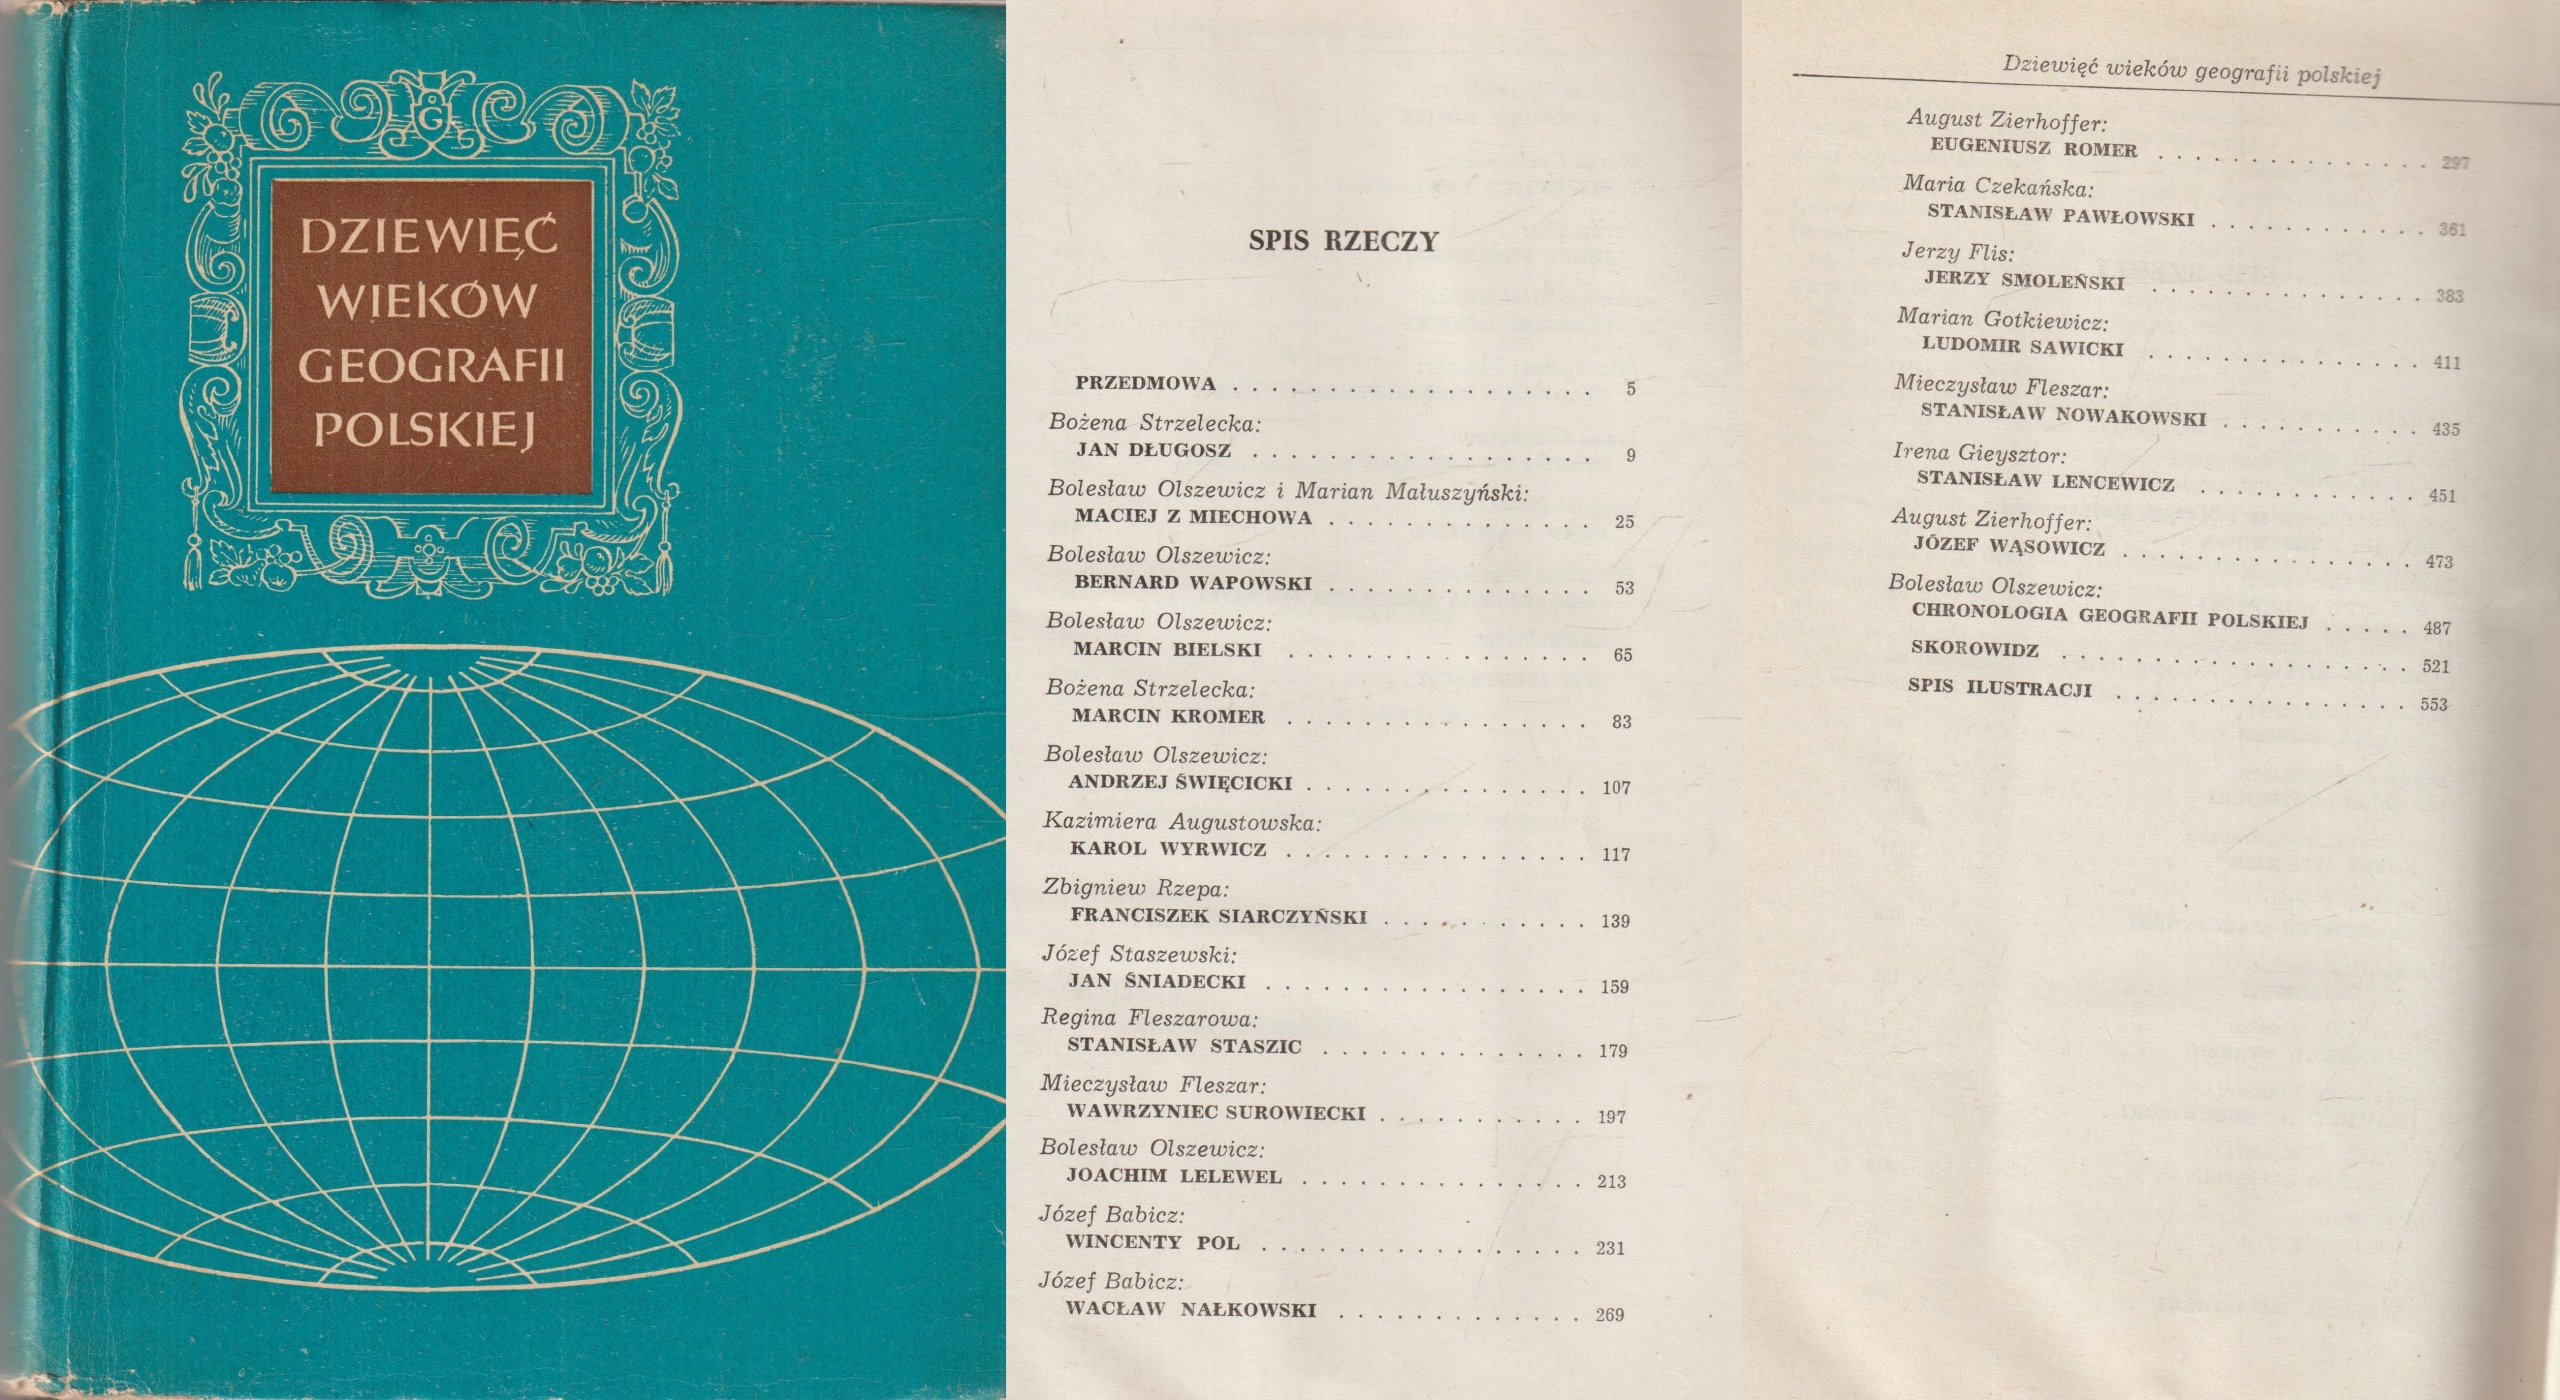 8
G
DZIEWIĘĆ
WIEKÓW
GEOGRAFII
POLSKIEJ
SPIS RZECZY
PRZEDMOWA . . . . . . . . . . . . . . . . . . 5
Bożena Strzelecka:
JAN DŁUGOSZ . . . . . . . . . . . . . . . . . . 9
Bolesław Olszewicz i Marian Małuszyński:
MACIEJ Z MIECHOWA . . . . . . . . . . . . . . 25
Bolesław Olszewicz:
BERNARD WAPOWSKI . . . . . . . . . . . . . . 53
Bolesław Olszewicz:
MARCIN BIELSKI . . . . . . . . . . . . . . . . 65
Bożena Strzelecka:
MARCIN KROMER . . . . . . . . . . . . . . . . 83
Bolesław Olszewicz:
ANDRZEJ ŚWIĘCICKI . . . . . . . . . . . . . . . 107
Kazimiera Augustowska:
KAROL WYRWICZ . . . . . . . . . . . . . . . . 117
Zbigniew Rzepa:
FRANCISZEK SIARCZYŃSKI . . . . . . . . . . . 139
Józef Staszewski:
JAN ŚNIADECKI . . . . . . . . . . . . . . . . . 159
Regina Fleszarowa:
STANISŁAW STASZIC . . . . . . . . . . . . . . 179
Mieczysław Fleszar:
WAWRZYNIEC SUROWIECKI . . . . . . . . . . . 197
Bolesław Olszewicz:
JOACHIM LELEWEL . . . . . . . . . . . . . . . 213
Józef Babicz:
WINCENTY POL . . . . . . . . . . . . . . . . . 231
Józef Babicz:
WACŁAW NAŁKOWSKI . . . . . . . . . . . . . 269
Dziewięć wieków geografii polskiej
August Zierhoffer:
EUGENIUSZ ROMER . . . . . . . . . . . . . . . 297
Maria Czekańska:
STANISŁAW PAWŁOWSKI . . . . . . . . . . . . 361
Jerzy Flis:
JERZY SMOLEŃSKI . . . . . . . . . . . . . . . 383
Marian Gotkiewicz:
LUDOMIR SAWICKI . . . . . . . . . . . . . . . 411
Mieczysław Fleszar:
STANISŁAW NOWAKOWSKI . . . . . . . . . . . 435
Irena Gieysztor:
STANISŁAW LENCEWICZ . . . . . . . . . . . . 451
August Zierhoffer:
JÓZEF WĄSOWICZ . . . . . . . . . . . . . . . . 473
Bolesław Olszewicz:
CHRONOLOGIA GEOGRAFII POLSKIEJ . . . . . 487
SKOROWIDZ . . . . . . . . . . . . . . . . . . . 521
SPIS ILUSTRACJI . . . . . . . . . . . . . . . . 553